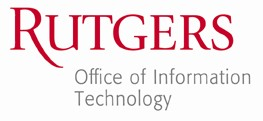 RUTGERS
Office of Information
Technology